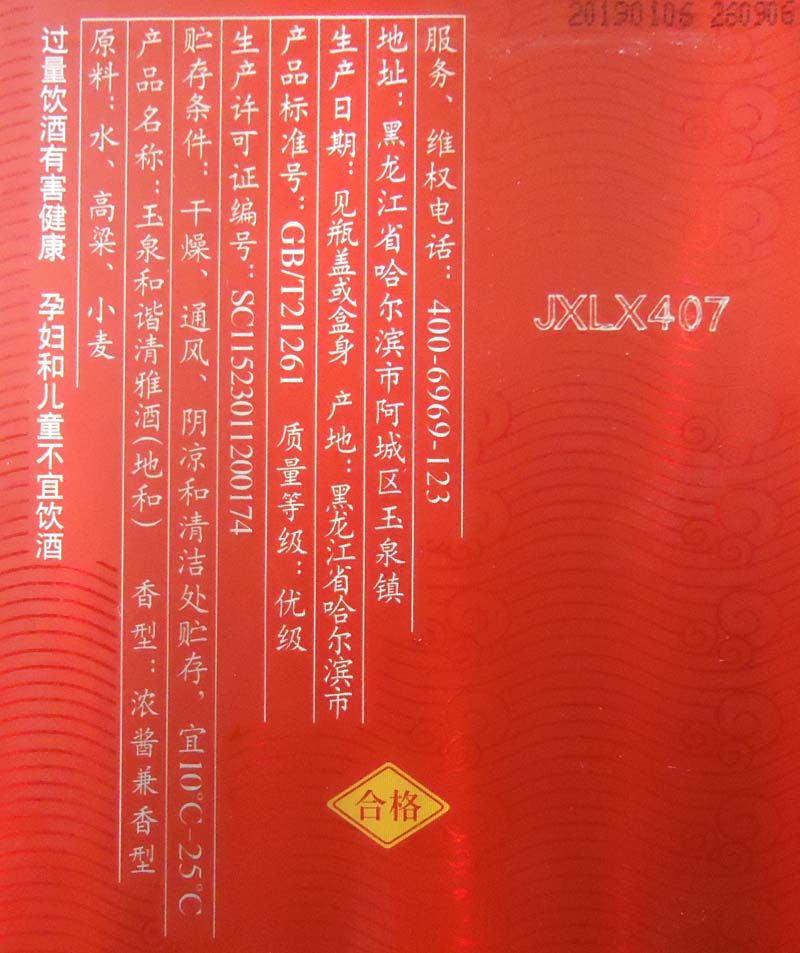 20190106 260906
JXLX407
服务、维权电话：400-6969-123
地址：黑龙江省哈尔滨市阿城区玉泉镇
生产日期：见瓶盖或盒身 产地：黑龙江省哈尔滨市
产品标准号：GB/T21261 质量等级：优级
生产许可证编号：SC11523011200174
贮存条件：干燥、通风、阴凉和清洁处贮存，宜10°C-25°C
产品名称：玉泉和谐清雅酒(地和) 香型：浓酱兼香型
原料：水、高粱、小麦
过量饮酒有害健康 孕妇和儿童不宜饮酒
合格